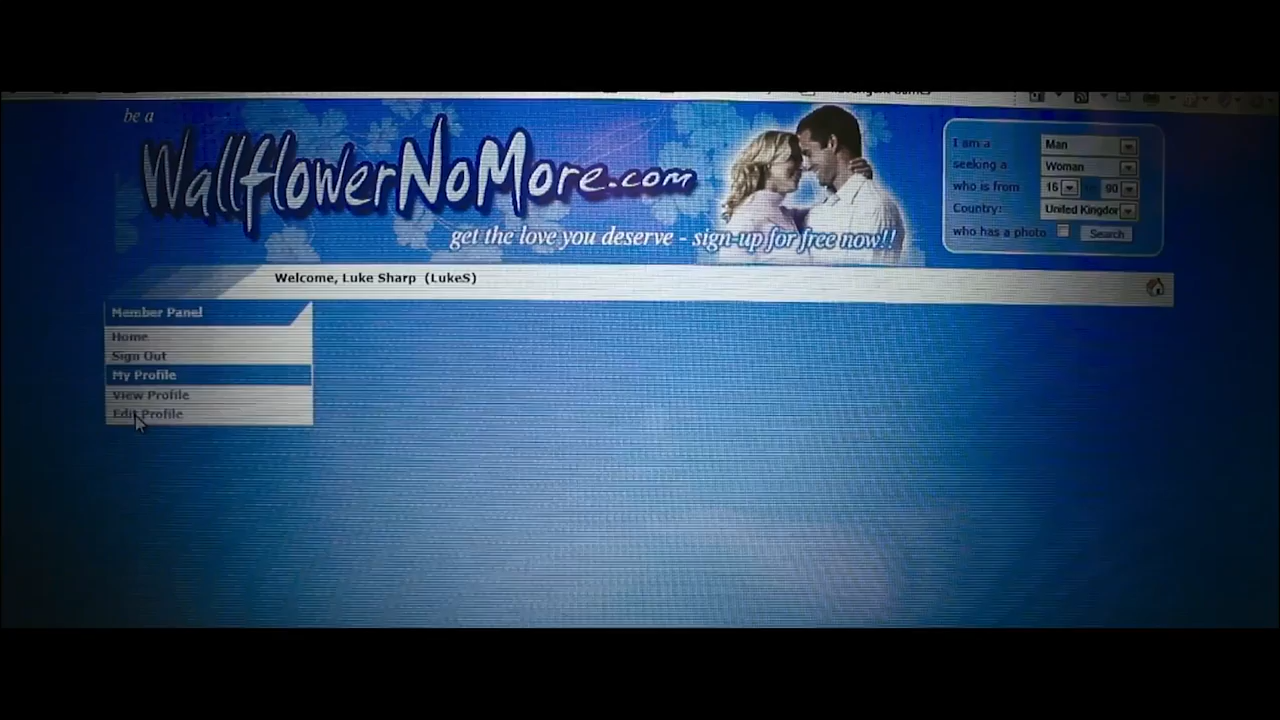 be a
WallflowerNoMore.com
get the love you deserve - sign-up for free now!!
I am a Man
seeking a Woman
who is from 16 90
Country: United Kingdor
who has a photo Search
Welcome, Luke Sharp (LukeS)
Member Panel
Home
Sign Out
My Profile
View Profile
Edit Profile